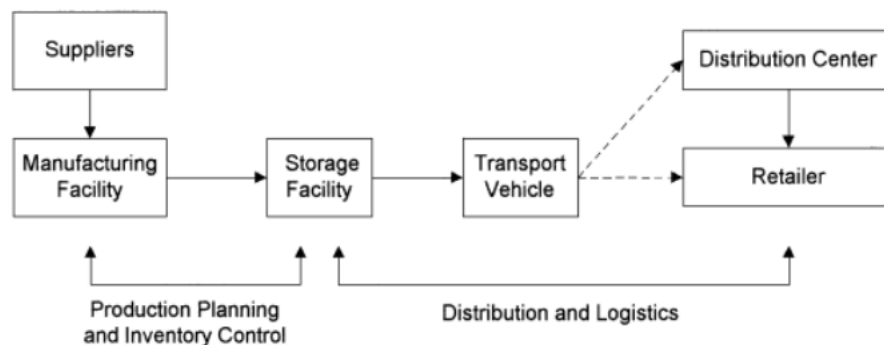 Suppliers
Distribution Center
Manufacturing
Facility
Storage
Facility
Transport
Vehicle
Retailer
Production Planning
and Inventory Control
Distribution and Logistics